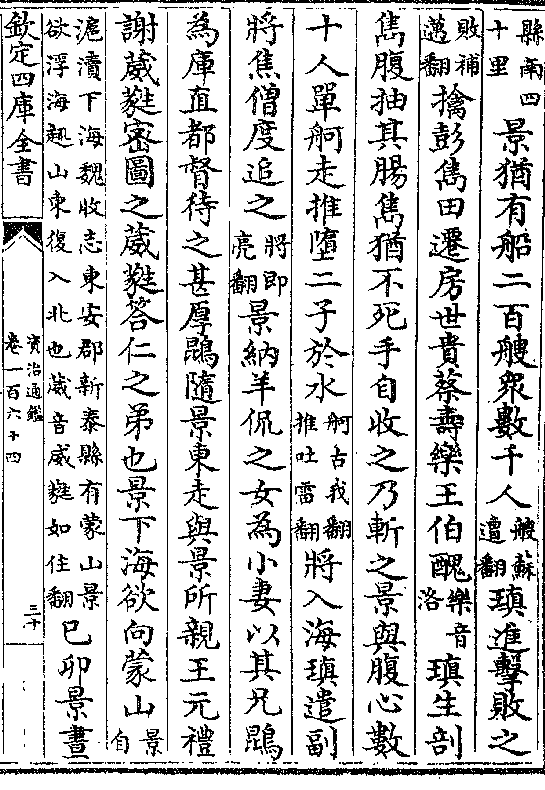 縣南四十里景猶有船二百艘衆數千人艘蘇遭翻瑱進擊敗之
敗補邁翻擒彭雋田遷房世貴蔡壽樂王伯醜樂音洛瑱生剖
雋腹抽其腸雋猶不死手自收之乃斬之景與腹心數
十人單舸走推墮二子於水舸古我翻推吐雷翻將入海瑱遣副
將焦僧度追之將即亮翻景納羊侃之女為小妻以其兄鵾
為庫直都督待之甚厚鵾隨景東走與景所親王元禮
謝葳蕤密圖之葳蕤答仁之弟也景下海欲向蒙山景自
滬瀆下海魏收志東安郡新泰縣有蒙山景欲浮海趣山東復入北也葳音威蕤如佳翻己卯景晝
欽定四庫全書
資治通鑑
卷一百六十四
三十